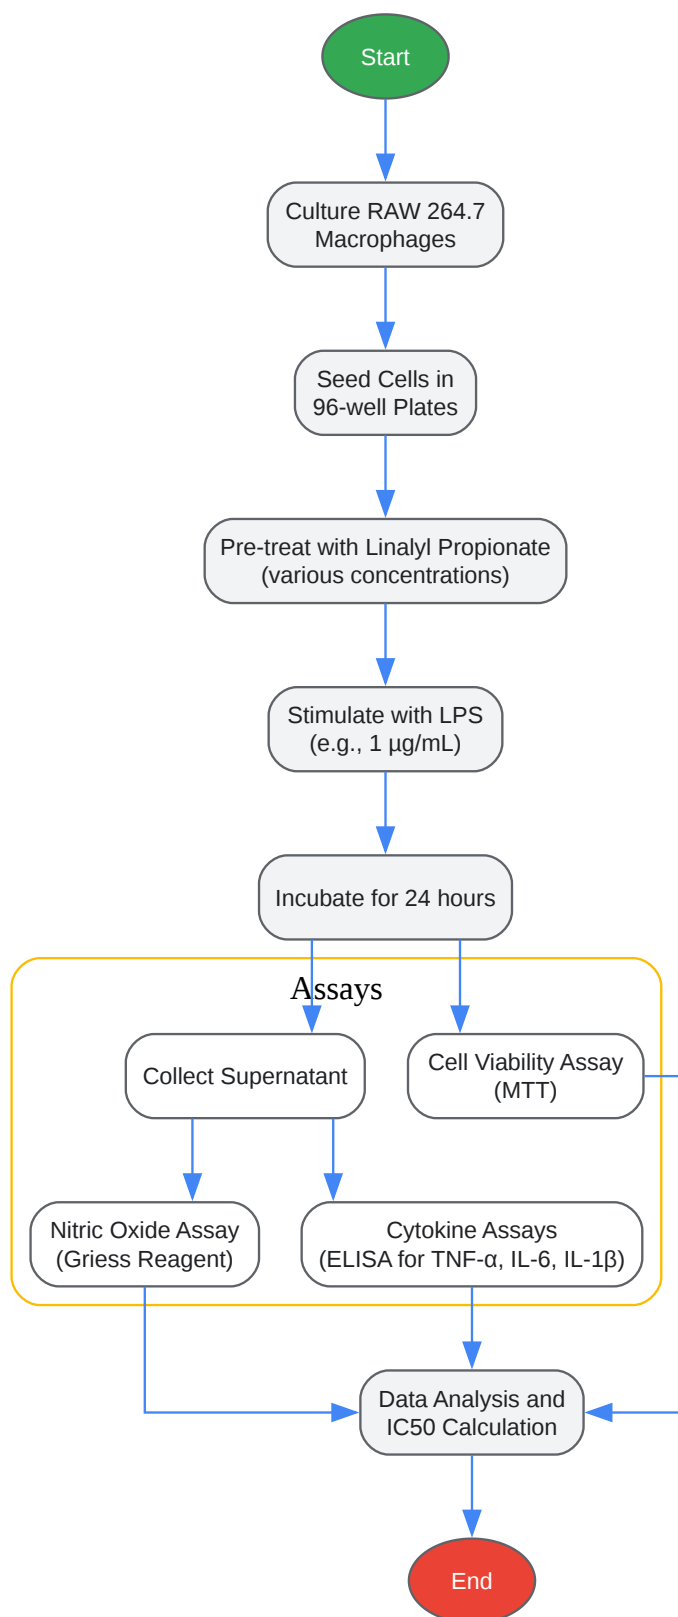 Start
Culture RAW 264.7
Macrophages
Seed Cells in
96-well Plates
Pre-treat with Linalyl Propionate
(various concentrations)
Stimulate with LPS
(e.g., 1 µg/mL)
Incubate for 24 hours
Assays
Collect Supernatant
Cell Viability Assay
(MTT)
Nitric Oxide Assay
(Griess Reagent)
Cytokine Assays
(ELISA for TNF-α, IL-6, IL-1β)
Data Analysis and
IC50 Calculation
End